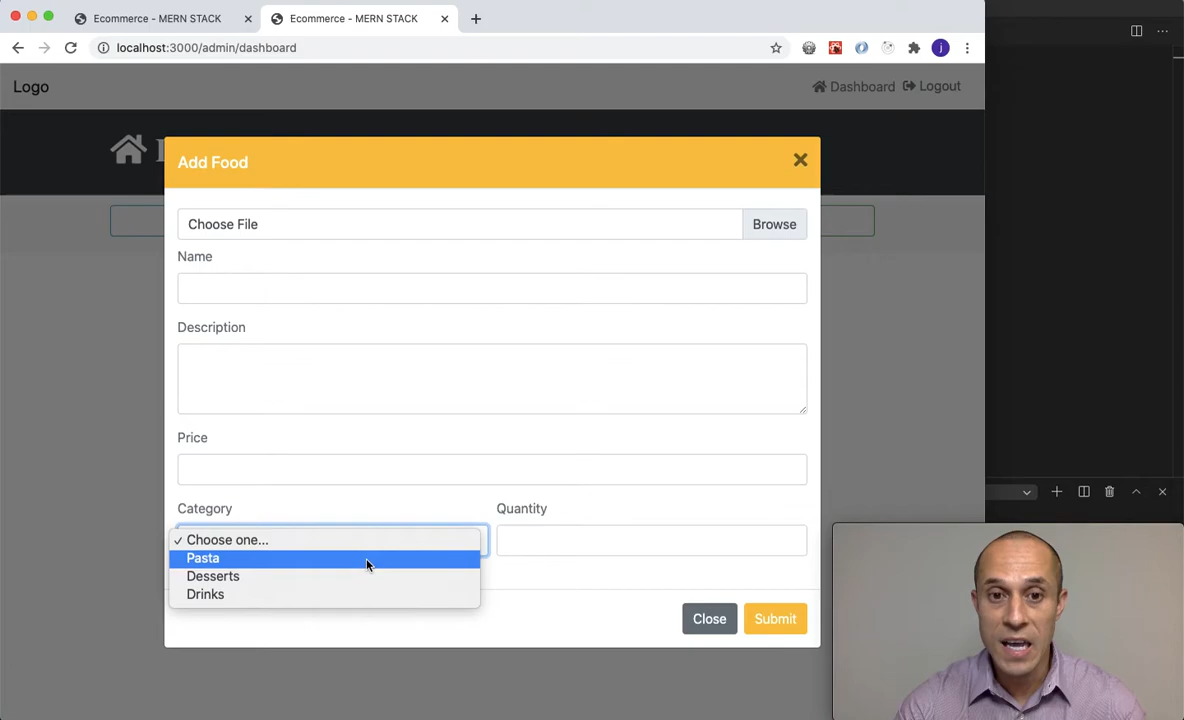 Ecommerce - MERN STACK
Ecommerce - MERN STACK
localhost:3000/admin/dashboard
j
Logo
Dashboard
Logout
Add Food
Choose File
Browse
Name
Description
Price
Category
Quantity
✓ Choose one...
Pasta
Desserts
Drinks
Close
Submit